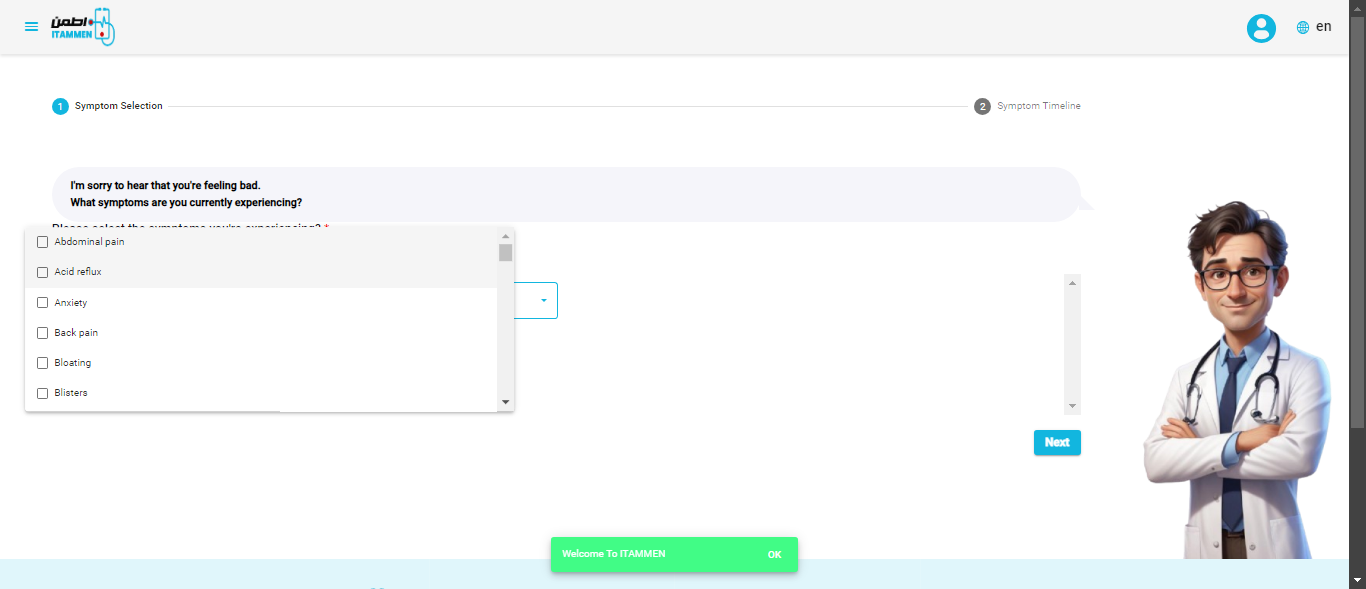 اطمن
ITAMMEN
en
1 Symptom Selection
2 Symptom Timeline
I'm sorry to hear that you're feeling bad.
What symptoms are you currently experiencing?
Please select the symptoms you're experiencing? *
Abdominal pain
Acid reflux
Anxiety
Back pain
Bloating
Blisters
Next
Welcome To ITAMMEN OK